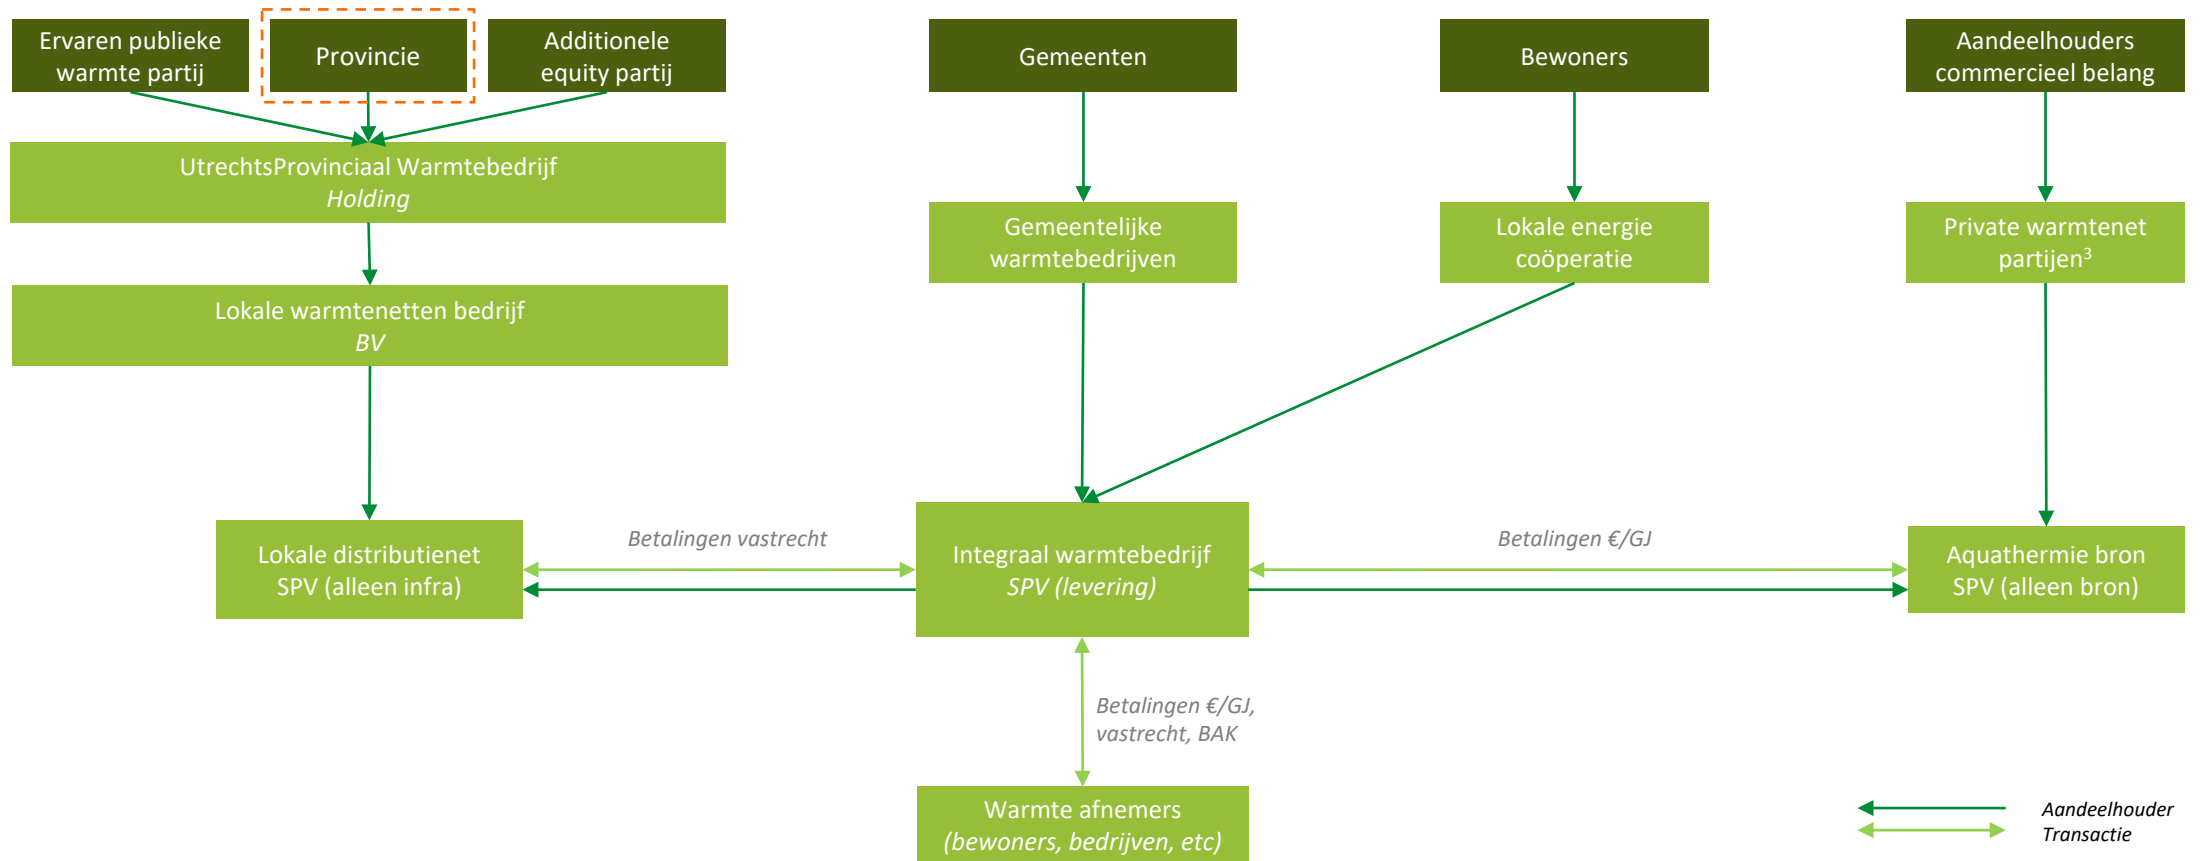 Ervaren publieke
warmte partij
Provincie
Additionele
equity partij
Gemeenten
Bewoners
Aandeelhouders
commercieel belang
UtrechtsProvinciaal Warmtebedrijf
Holding
Gemeentelijke
warmtebedrijven
Lokale energie
coöperatie
Private warmtenet
partijen³
Lokale warmtenetten bedrijf
BV
Lokale distributienet
SPV (alleen infra)
Betalingen vastrecht
Integraal warmtebedrijf
SPV (levering)
Betalingen €/GJ
Aquathermie bron
SPV (alleen bron)
Betalingen €/GJ,
vastrecht, BAK
Warmte afnemers
(bewoners, bedrijven, etc)
Aandeelhouder
Transactie